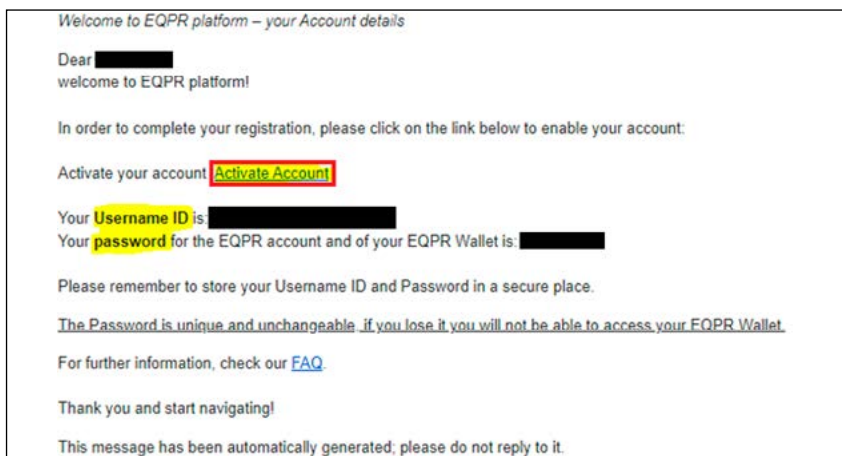 Welcome to EQPR platform – your Account details
Dear
welcome to EQPR platform!
In order to complete your registration, please click on the link below to enable your account:
Activate your account Activate Account
Your Username ID is:
Your password for the EQPR account and of your EQPR Wallet is:
Please remember to store your Username ID and Password in a secure place.
The Password is unique and unchangeable, if you lose it you will not be able to access your EQPR Wallet.
For further information, check our FAQ.
Thank you and start navigating!
This message has been automatically generated; please do not reply to it.